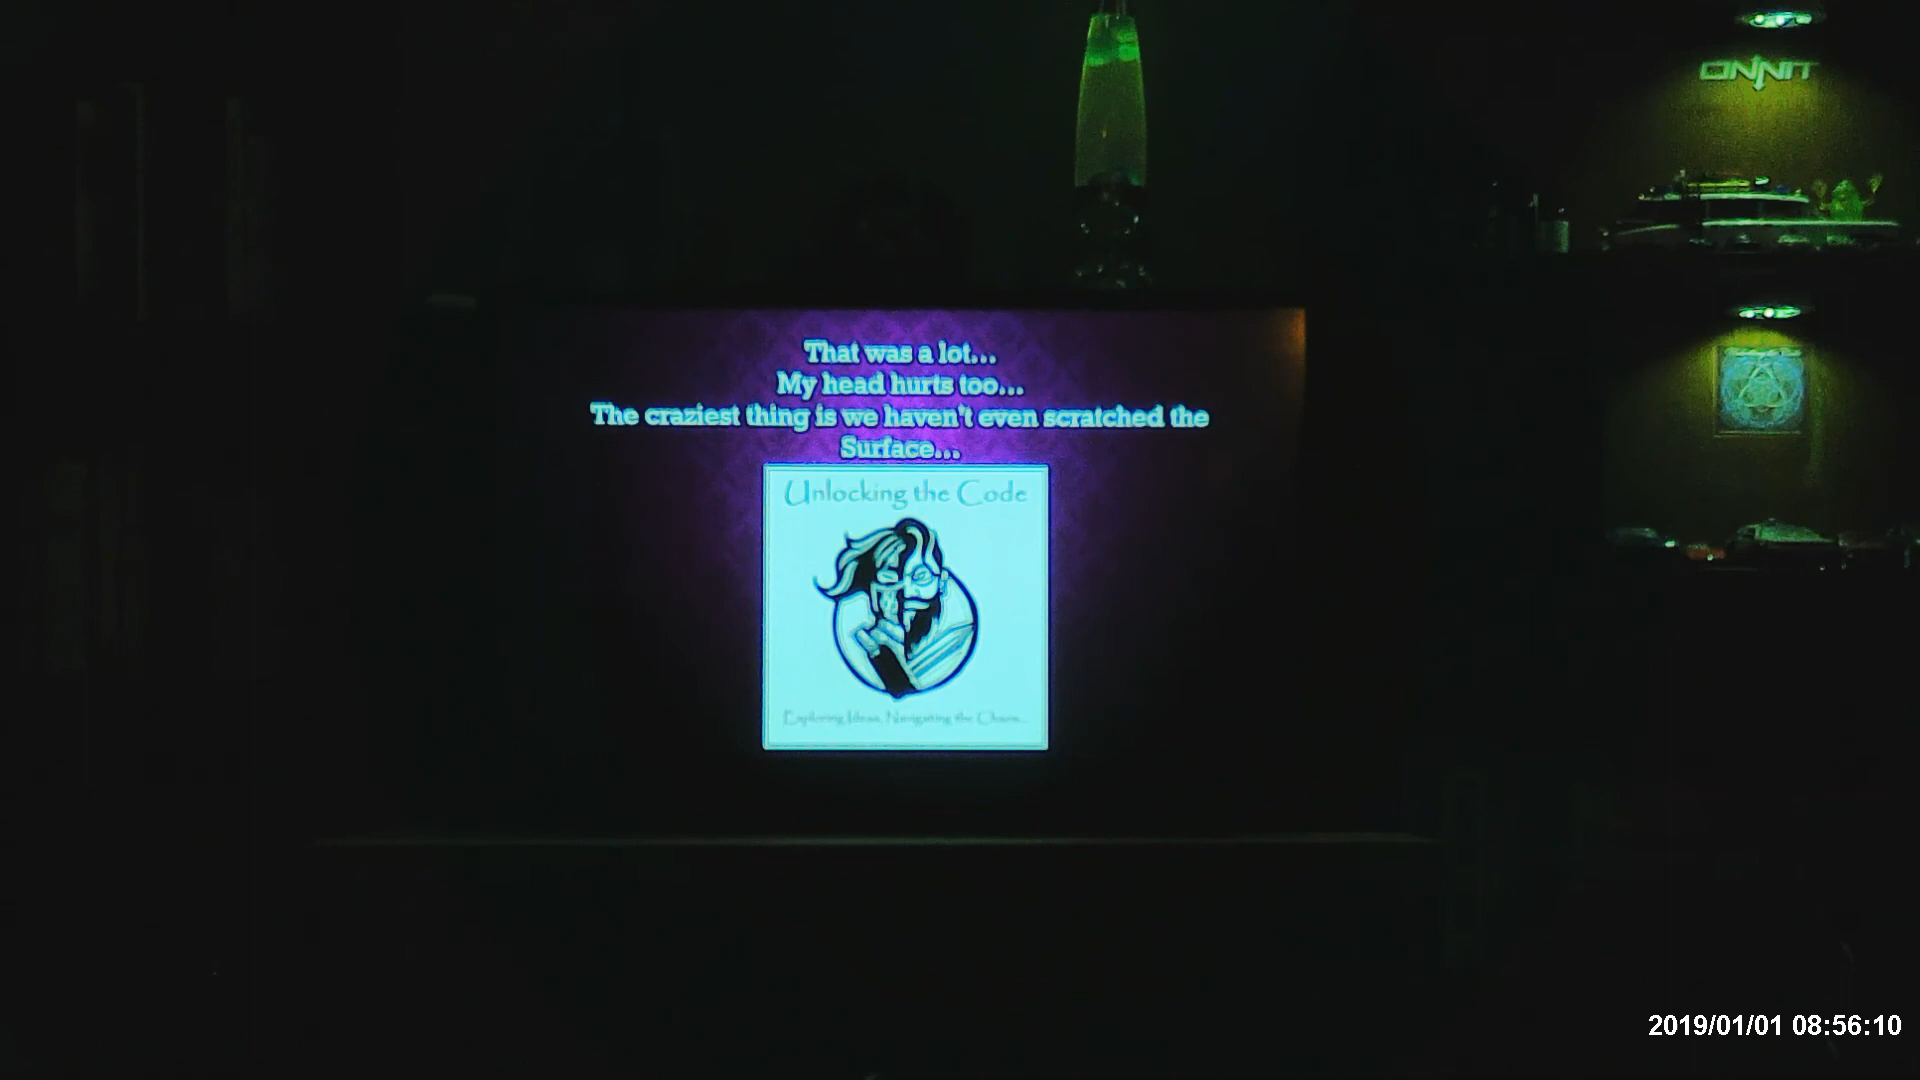 ONNIT
That was a lot...
My head hurts too...
The craziest thing is we haven't even scratched the
Surface...
Unlocking the Code
Exploring Ideas, Navigating the Chaos...
2019/01/01 08:56:10